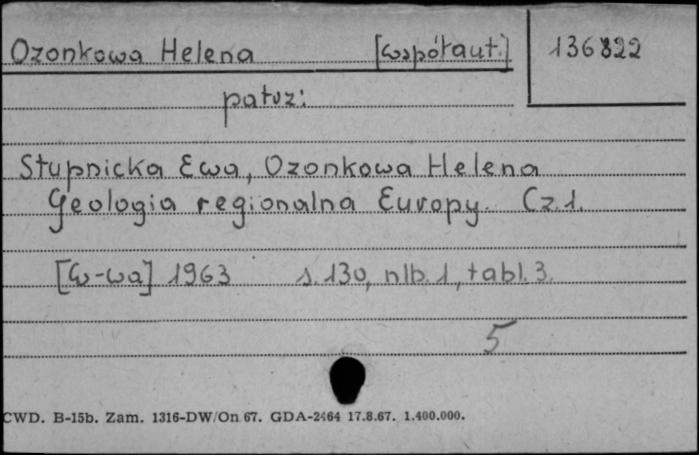 Ozonkowa Helena [współaut.] 136822
patrz:
Stupnicka Ewa, Ozonkowa Helena
Geologia regionalna Europy. Cz.1.
[W-wa] 1963 s.130, nlb.1, tabl.3.
5
CWD. B-15b. Zam. 1316-DW/On 67. GDA-2464 17.8.67. 1.400.000.